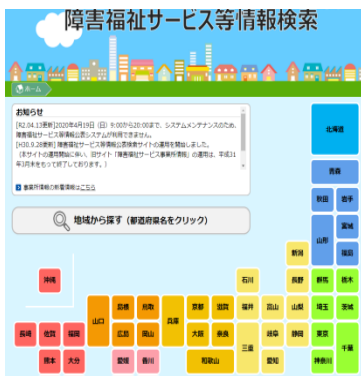 障害福祉サービス等情報検索
ホーム
お知らせ
[R2.04.13更新]2020年4月19日（日）9:00から20:00まで、システムメンテナンスのため、
障害福祉サービス等情報公表システムが利用できません。
[H30.9.28更新]障害福祉サービス等情報公表検索サイトの運用を開始しました。
（本サイトの運用開始に伴い、旧サイト「障害福祉サービス事業所情報」の運用は、平成31
年3月末をもって終了しております。）
事業所情報の新着情報はこちら
地域から探す（都道府県名をクリック）
北海道
青森
秋田 岩手
山形 宮城
福島
沖縄 石川 新潟 長野 群馬 栃木
山口 島根 鳥取 兵庫 京都 滋賀 福井 富山 山梨 埼玉 茨城
長崎 佐賀 福岡 広島 岡山 大阪 奈良 三重 岐阜 静岡 東京 千葉
熊本 大分 愛媛 香川 和歌山 愛知 神奈川